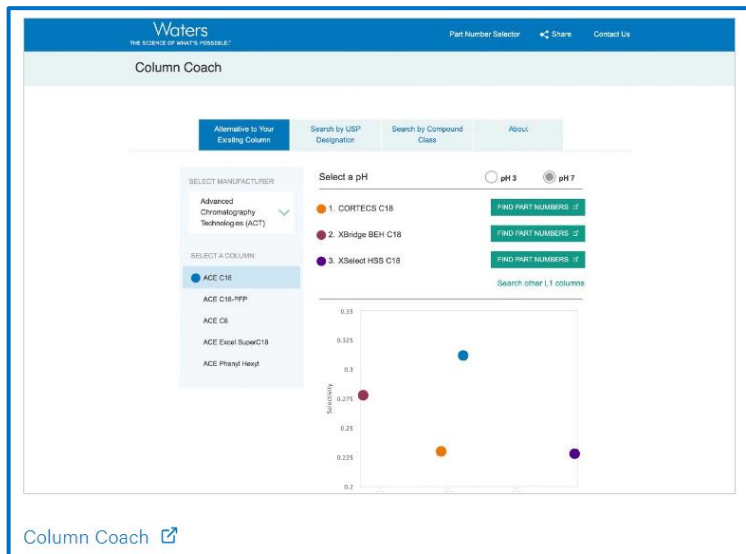 Waters
THE SCIENCE OF WHAT'S POSSIBLE.™
Part Number Selector
Share
Contact Us
Column Coach
Alternative to Your
Existing Column
Search by USP
Designation
Search by Compound
Class
About
SELECT MANUFACTURER:
Advanced
Chromatography
Technologies (ACT)
SELECT A COLUMN:
ACE C18
ACE C18-PFP
ACE C8
ACE Excel SuperC18
ACE Phenyl Hexyl
Select a pH
pH 3
pH 7
1. CORTECS C18
FIND PART NUMBERS
2. XBridge BEH C18
FIND PART NUMBERS
3. XSelect HSS C18
FIND PART NUMBERS
Search other L1 columns
Selectivity
0.35
0.325
0.3
0.275
0.25
0.225
0.2
Column Coach